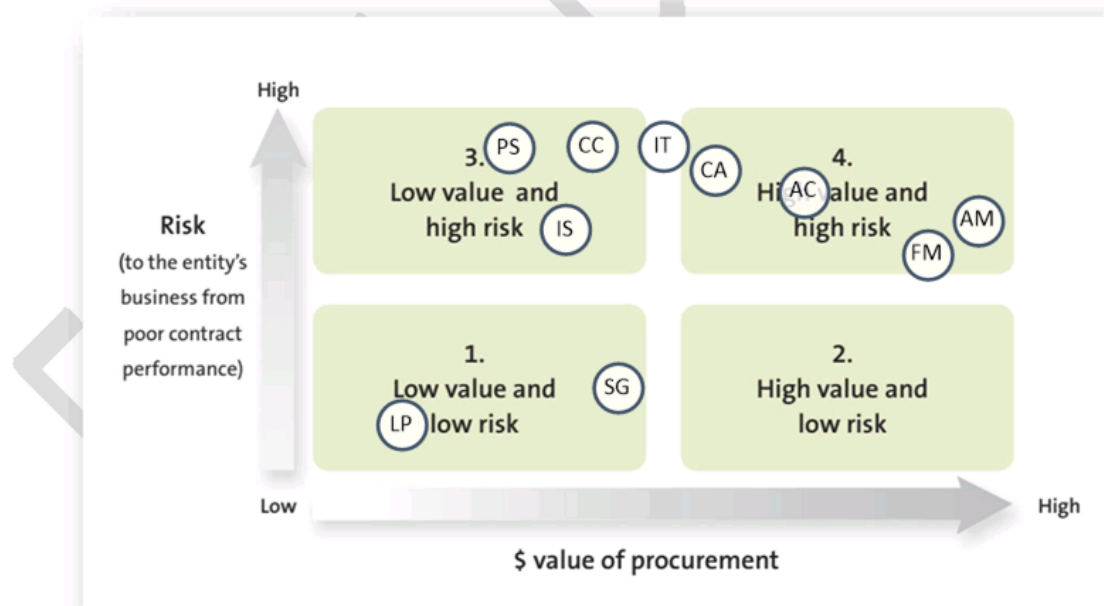 High
Risk
(to the entity's
business from
poor contract
performance)
3.
Low value and
high risk
PS
CC
IT
IS
4.
High value and
high risk
CA
AC
AM
FM
1.
Low value and
low risk
SG
LP
2.
High value and
low risk
Low
High
$ value of procurement